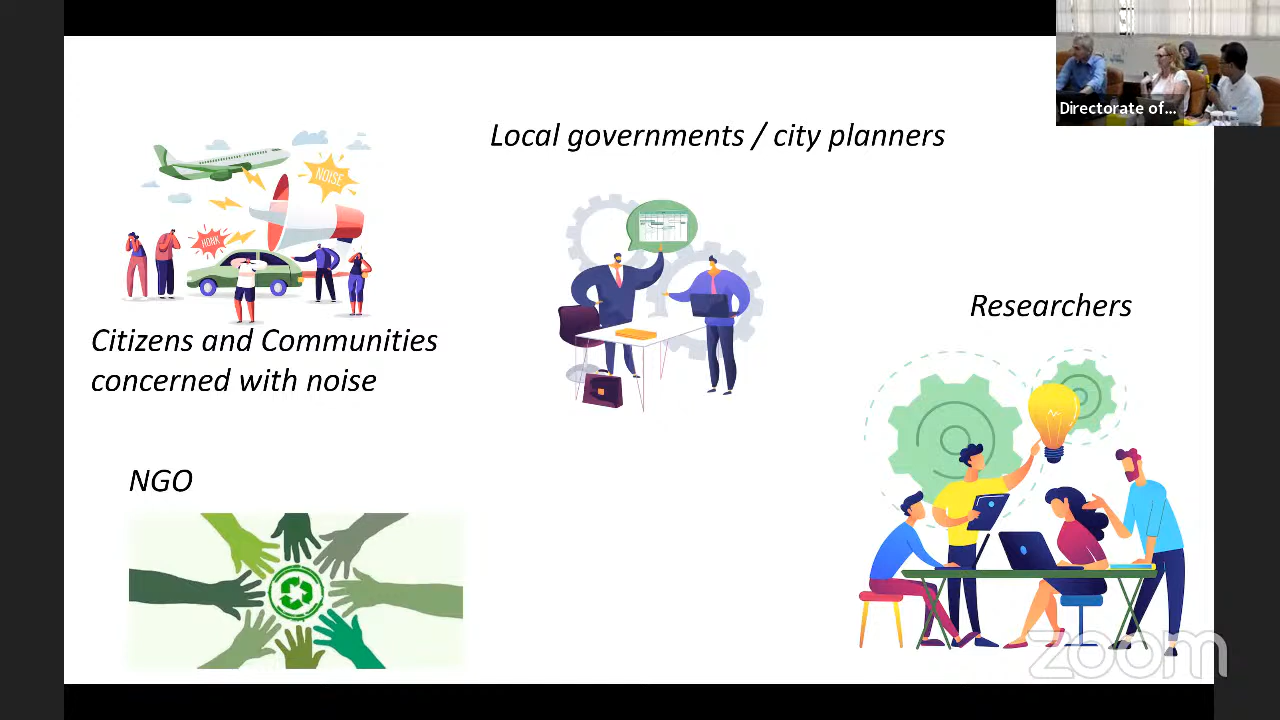 Directorate of...
Local governments / city planners
NOISE
HONK
Citizens and Communities
concerned with noise
Researchers
NGO
zoom